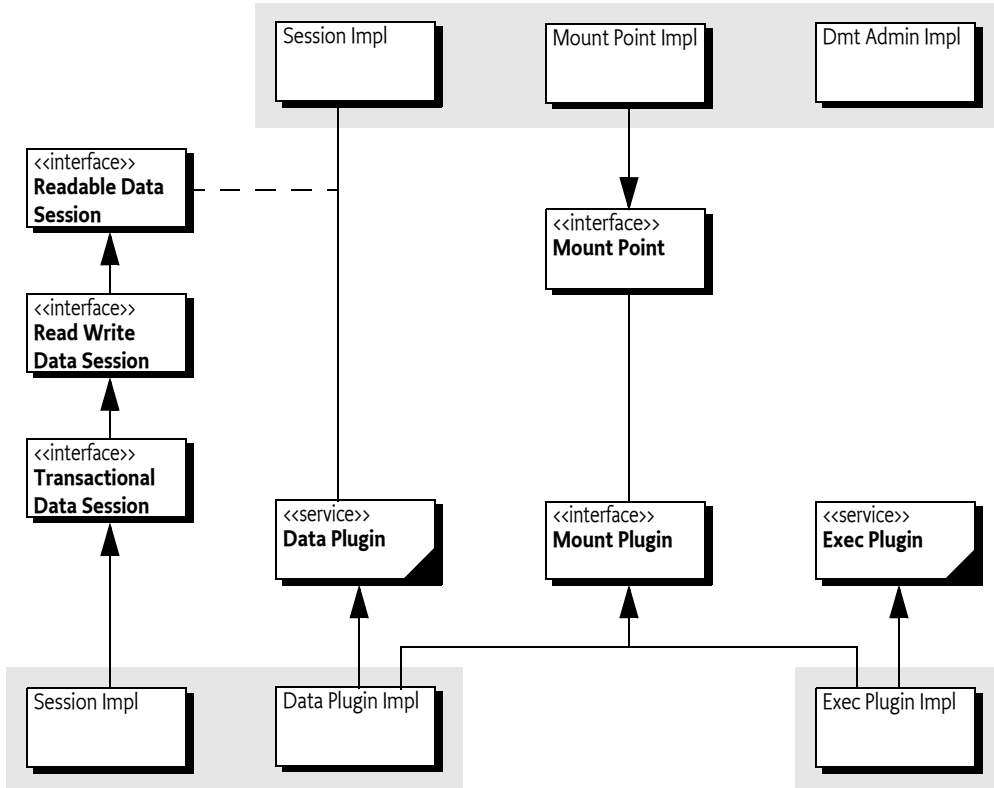 Session Impl
Mount Point Impl
Dmt Admin Impl
<<interface>>
Readable Data
Session
<<interface>>
Mount Point
<<interface>>
Read Write
Data Session
<<interface>>
Transactional
Data Session
<<service>>
Data Plugin
<<interface>>
Mount Plugin
<<service>>
Exec Plugin
Session Impl
Data Plugin Impl
Exec Plugin Impl